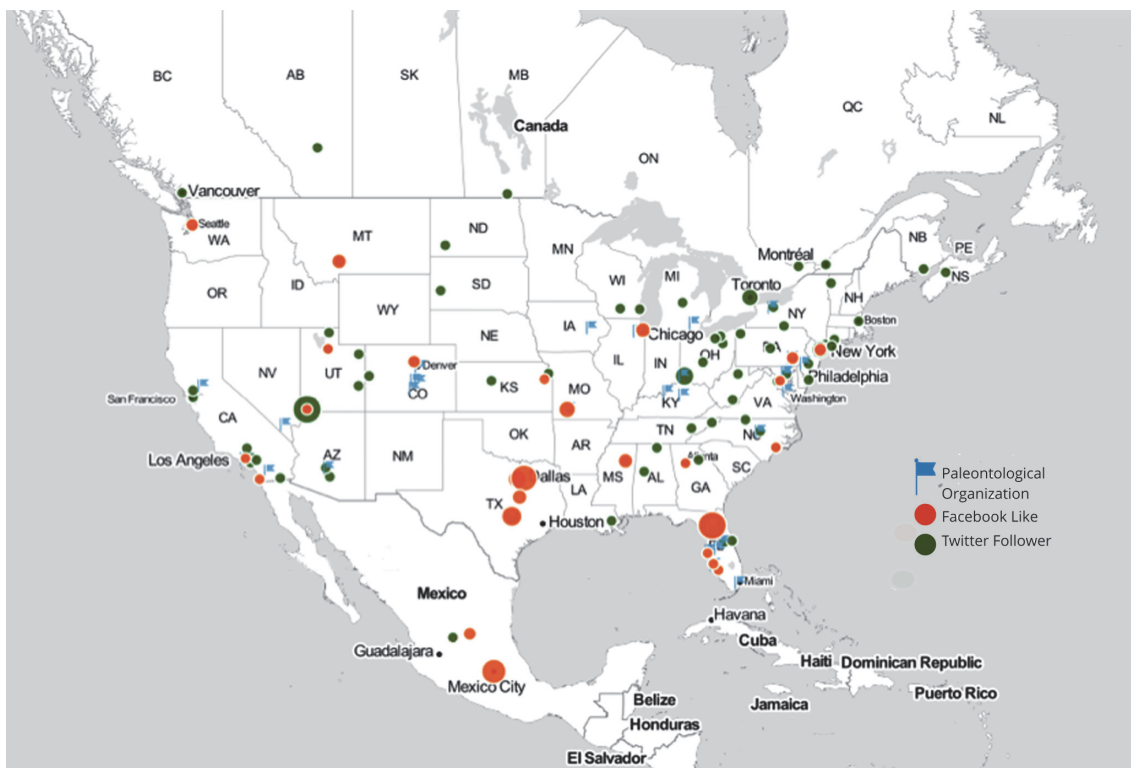 BC
AB
SK
MB
QC
NL
Canada
ON
Vancouver
Seattle
WA
MT
ND
MN
NB
PE
Montréal
NS
OR
ID
SD
WI
MI
Toronto
NH
WY
NY
Boston
IA
Chicago
NE
PA
New York
NV
UT
Denver
IL
IN
OH
Philadelphia
CO
KS
MO
KY
VA
Washington
San Francisco
CA
TN
NC
Los Angeles
AZ
NM
OK
AR
Atlanta
SC
MS
AL
GA
Dallas
LA
TX
Houston
Paleontological
Organization
Facebook Like
Twitter Follower
Miami
Mexico
Havana
Cuba
Guadalajara
Haiti
Dominican Republic
Mexico City
Belize
Jamaica
Puerto Rico
Honduras
El Salvador